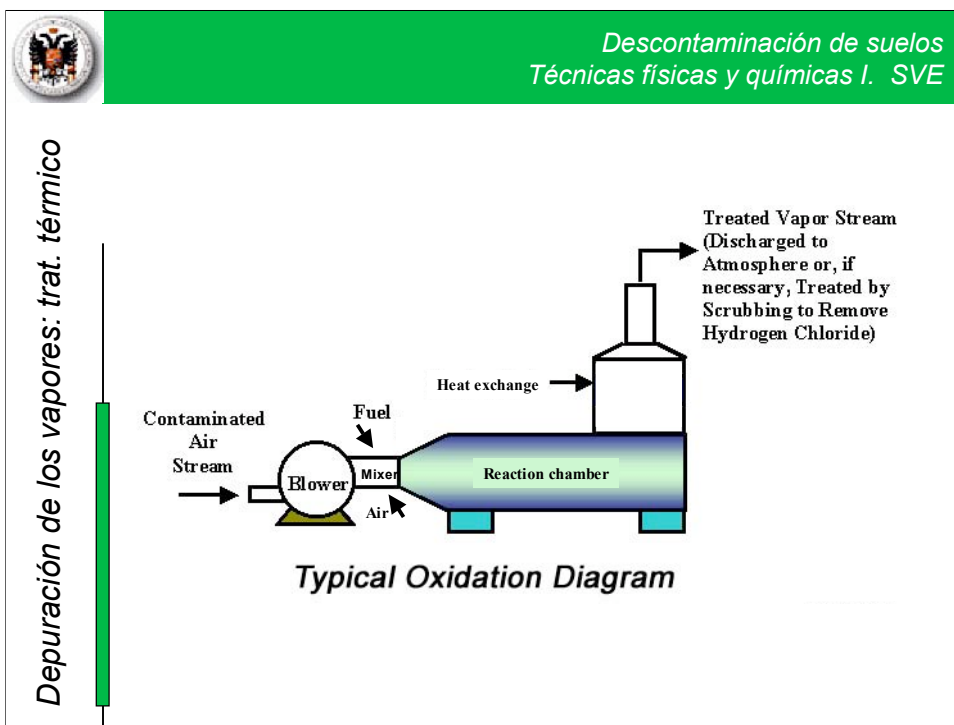 Descontaminación de suelos
Técnicas físicas y químicas I. SVE
Depuración de los vapores: trat. térmico
Treated Vapor Stream
(Discharged to
Atmosphere or, if
necessary, Treated by
Scrubbing to Remove
Hydrogen Chloride)
Heat exchange
Contaminated
Air
Stream
Fuel
Blower
Mixer
Air
Reaction chamber
Typical Oxidation Diagram